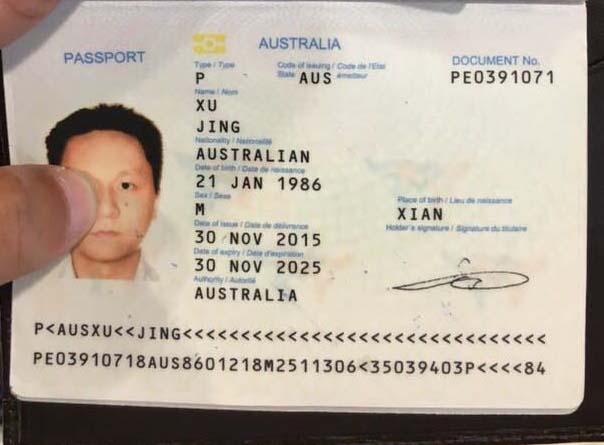 PASSPORT
AUSTRALIA
Type / Type
Code of issuing / Code de l'Etat
State émetteur
DOCUMENT No.
P
AUS
PE0391071
Name / Nom
XU
JING
Nationality / Nationalité
AUSTRALIAN
Date of birth / Date de naissance
21 JAN 1986
Sex / Sexe
Place of birth / Lieu de naissance
M
XIAN
Date of issue / Date de délivrance
Holder's signature / Signature du titulaire
30 NOV 2015
Date of expiry / Date d'expiration
30 NOV 2025
Authority / Autorité
AUSTRALIA
P<AUSXU<<JING<<<<<<<<<<<<<<<<<<<<<<<<<<<<<<<
PE03910718AUS8601218M2511306<35039403P<<<<84